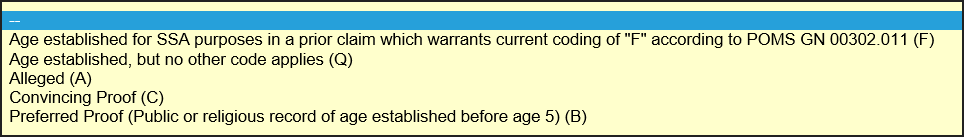 --
Age established for SSA purposes in a prior claim which warrants current coding of "F" according to POMS GN 00302.011 (F)
Age established, but no other code applies (Q)
Alleged (A)
Convincing Proof (C)
Preferred Proof (Public or religious record of age established before age 5) (B)